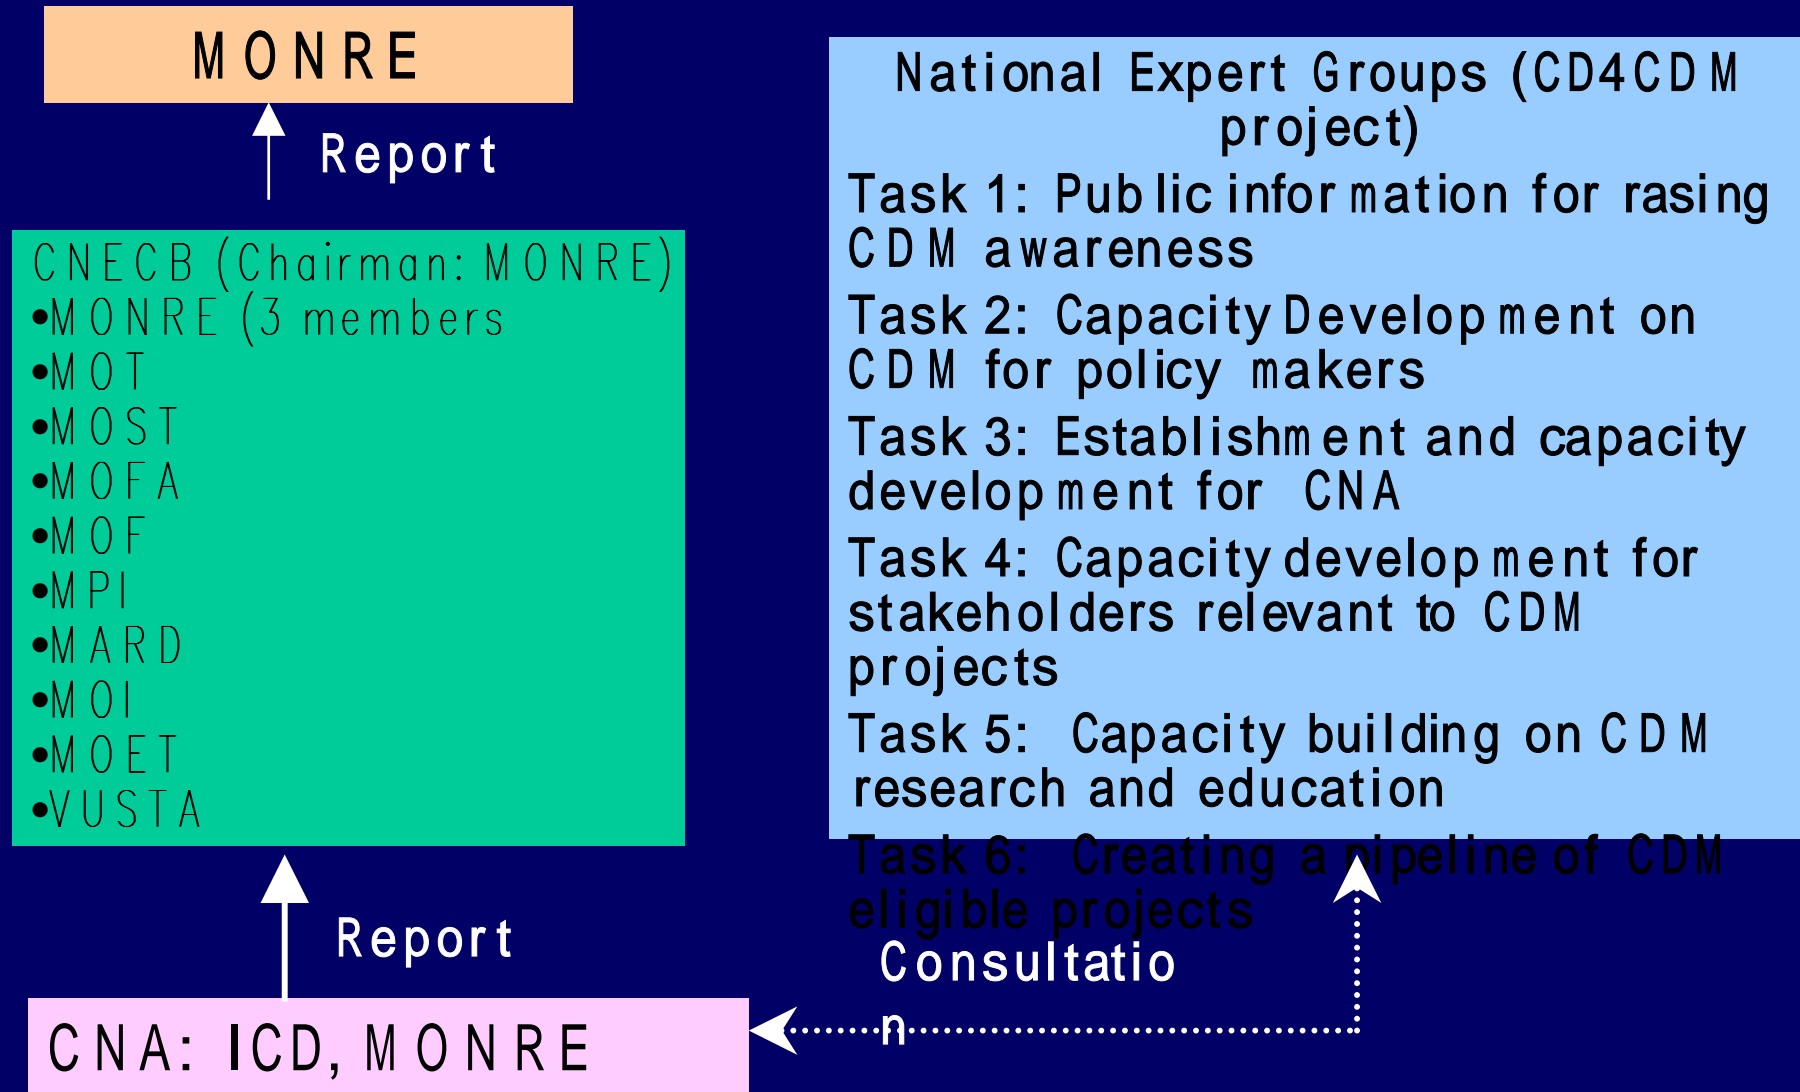 MONRE
Report
CNECB (Chairman: MONRE)
•MONRE (3 members
•MOT
•MOST
•MOFA
•MOF
•MPI
•MARD
•MOI
•MOET
•VUSTA
Report
CNA: ICD, MONRE
National Expert Groups (CD4CDM
project)
Task 1: Public information for rasing
CDM awareness
Task 2: Capacity Development on
CDM for policy makers
Task 3: Establishment and capacity
development for CNA
Task 4: Capacity development for
stakeholders relevant to CDM
projects
Task 5: Capacity building on CDM
research and education
Task 6: Creating a pipeline of CDM
eligible projects
Consultatio
n